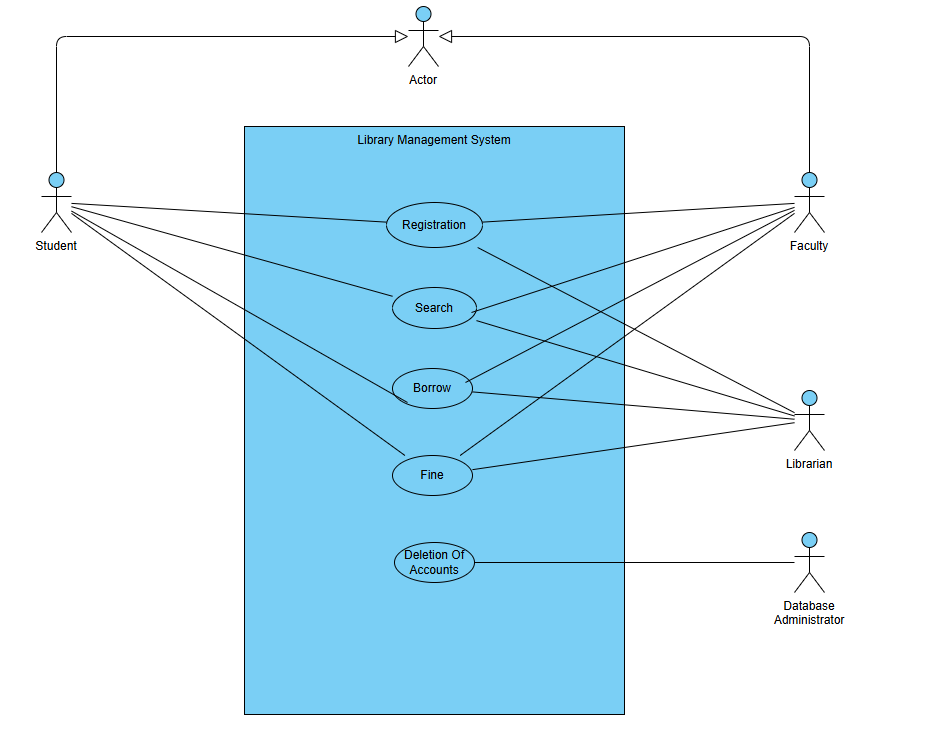 Actor
Library Management System
Student
Registration
Faculty
Search
Borrow
Librarian
Fine
Deletion Of
Accounts
Database
Administrator